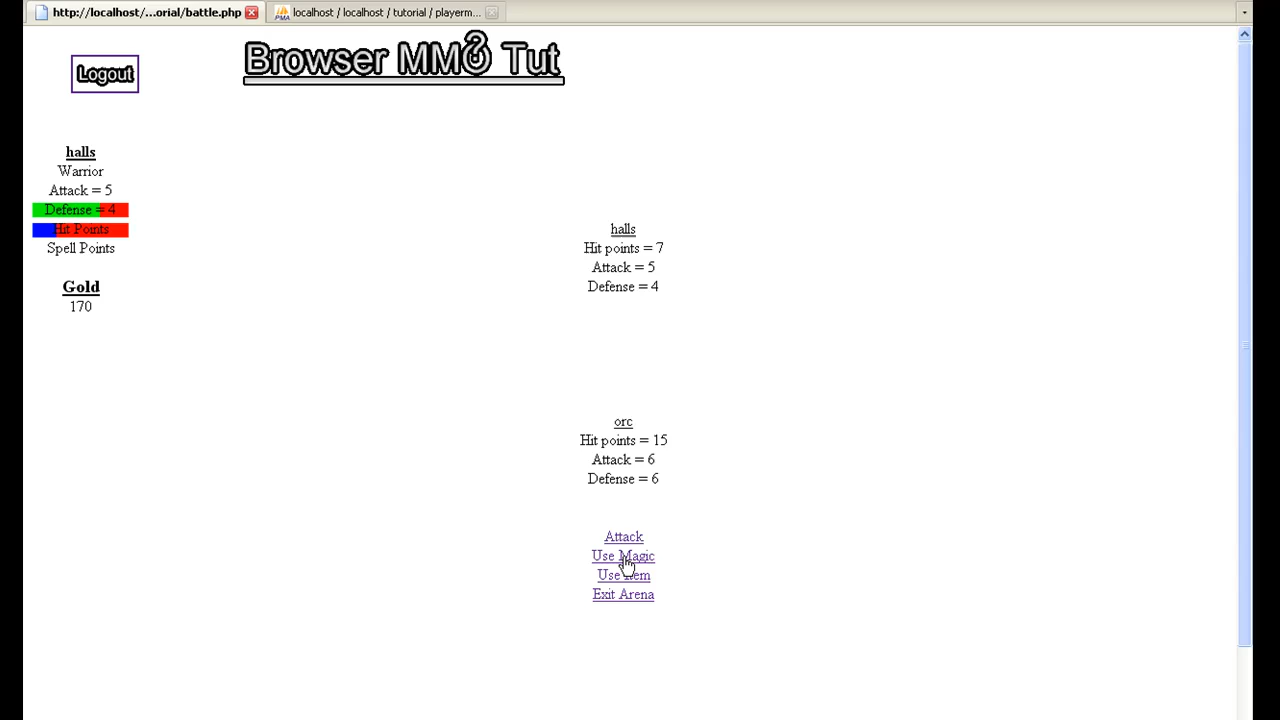 http://localhost/...orial/battle.php
localhost / localhost / tutorial / playerm...
PMA
Logout
Browser MMO Tut
halls
Warrior
Attack = 5
Defense = 4
Hit Points
Spell Points
Gold
170
halls
Hit points = 7
Attack = 5
Defense = 4
orc
Hit points = 15
Attack = 6
Defense = 6
Attack
Use Magic
Use Item
Exit Arena